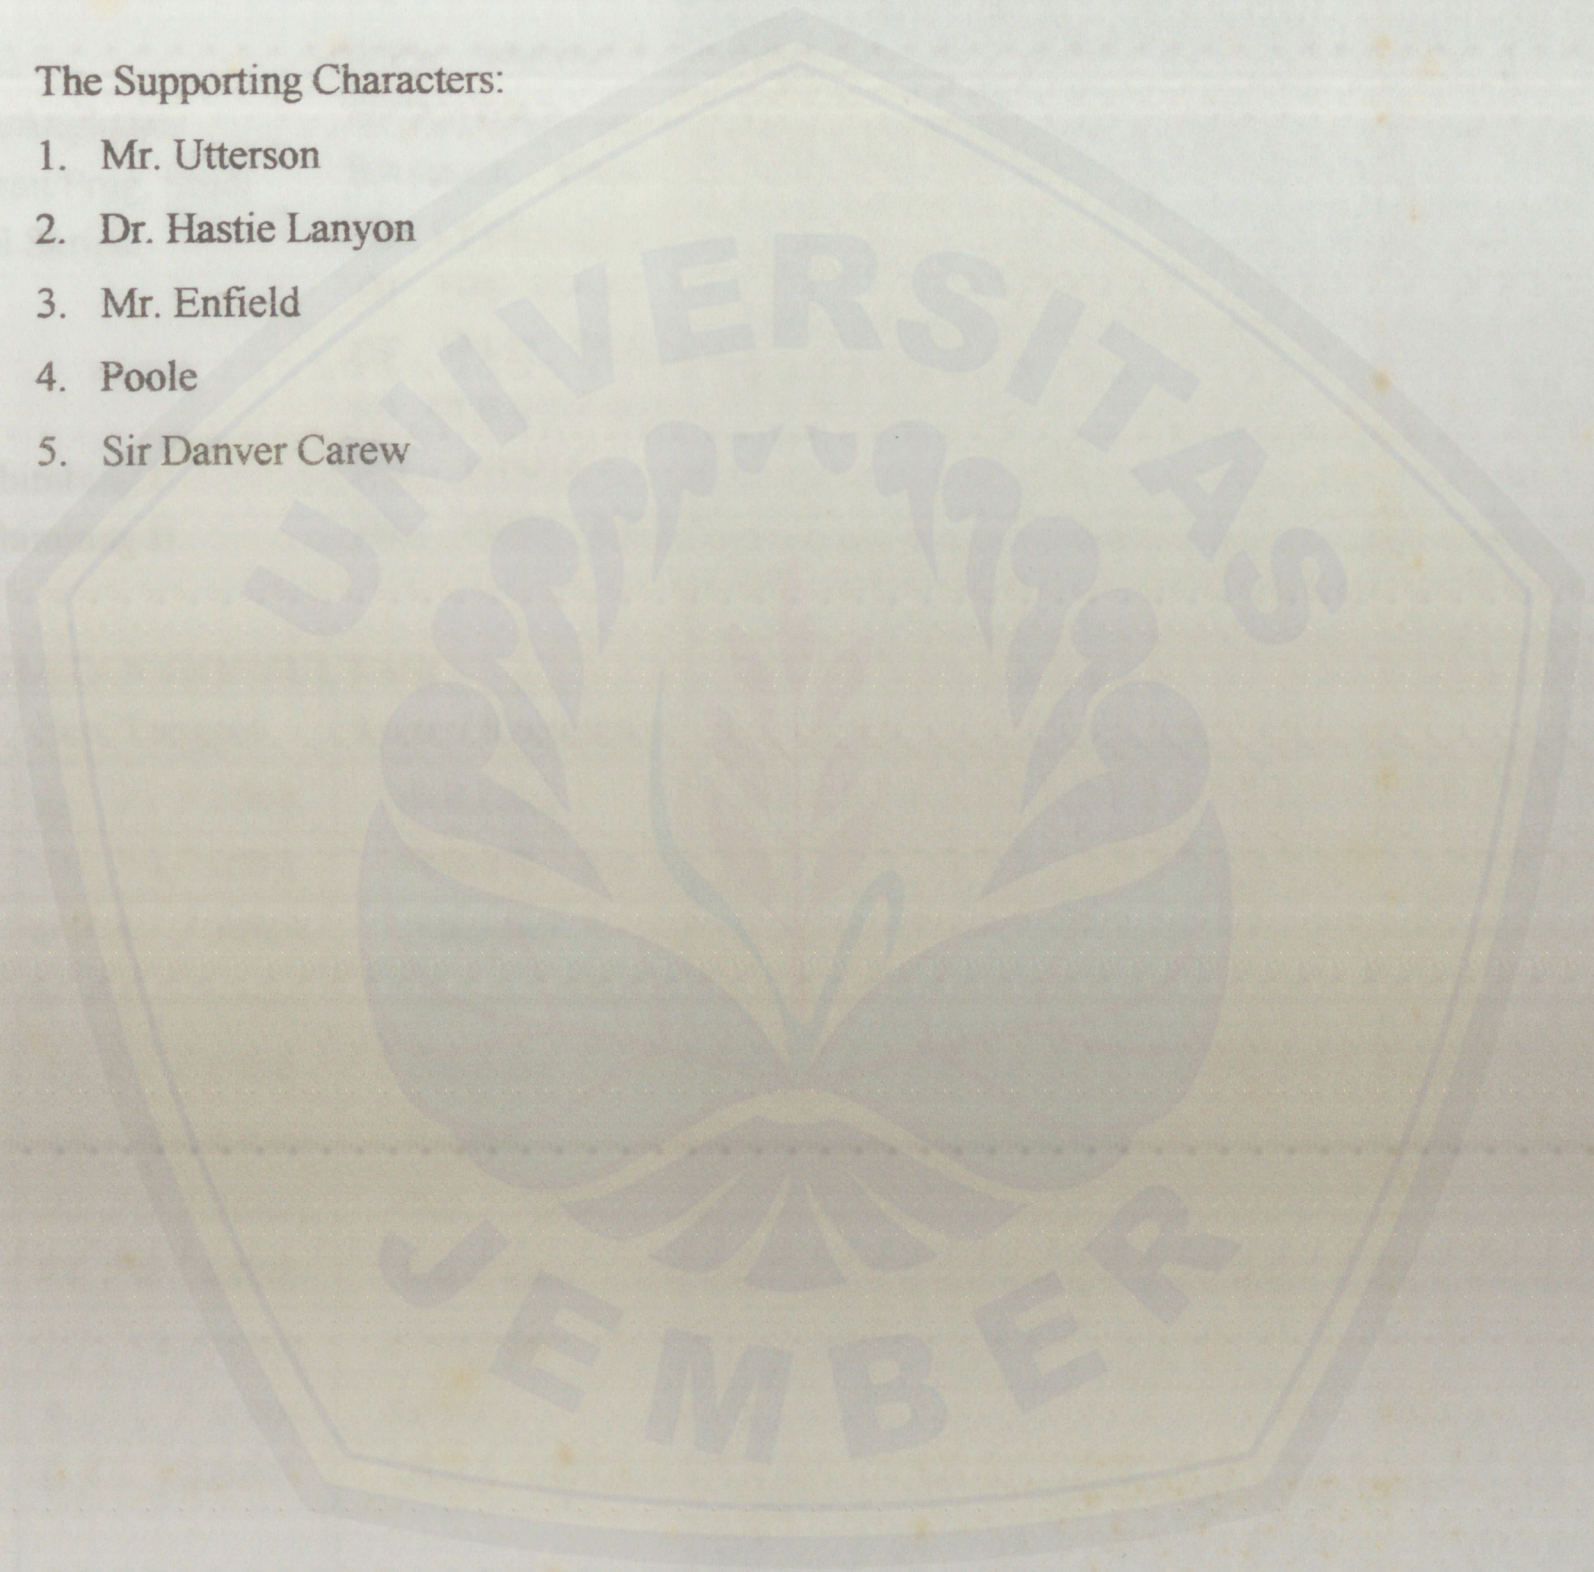 The Supporting Characters:
1. Mr. Utterson
2. Dr. Hastie Lanyon
3. Mr. Enfield
4. Poole
5. Sir Danver Carew
UNIVERSITAS
JEMBER